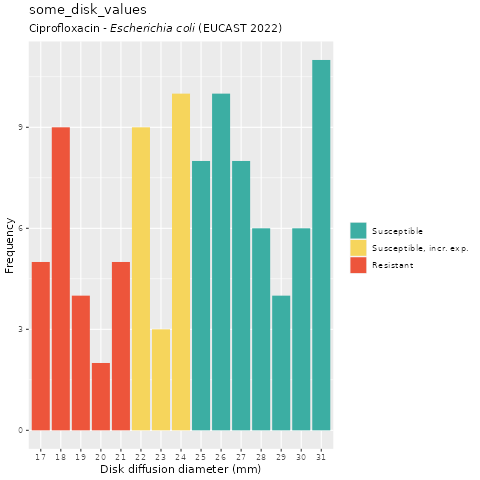 some_disk_values
Ciprofloxacin - Escherichia coli (EUCAST 2022)
Frequency
9
6
3
0
17 18 19 20 21 22 23 24 25 26 27 28 29 30 31
Disk diffusion diameter (mm)
Susceptible
Susceptible, incr. exp.
Resistant